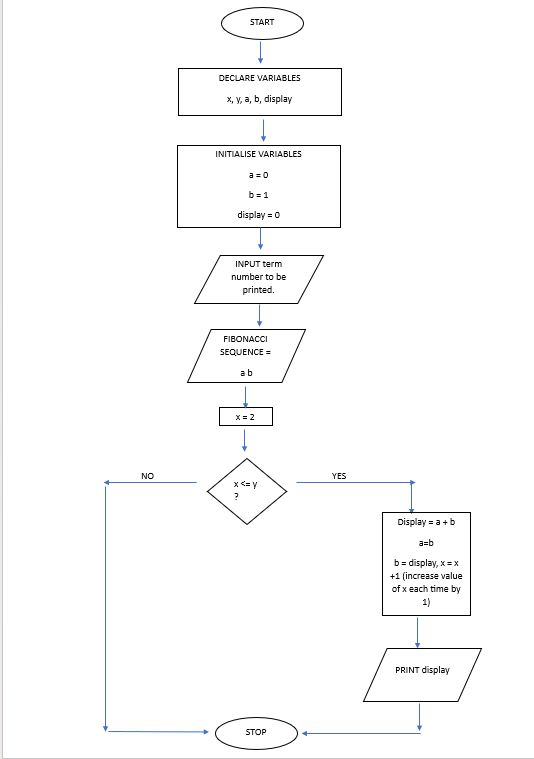 START
DECLARE VARIABLES
x, y, a, b, display
INITIALISE VARIABLES
a = 0
b = 1
display = 0
INPUT term
number to be
printed.
FIBONACCI
SEQUENCE =
a b
x = 2
x <= y
?
NO
YES
Display = a + b
a=b
b = display, x = x
+1 (increase value
of x each time by
1)
PRINT display
STOP